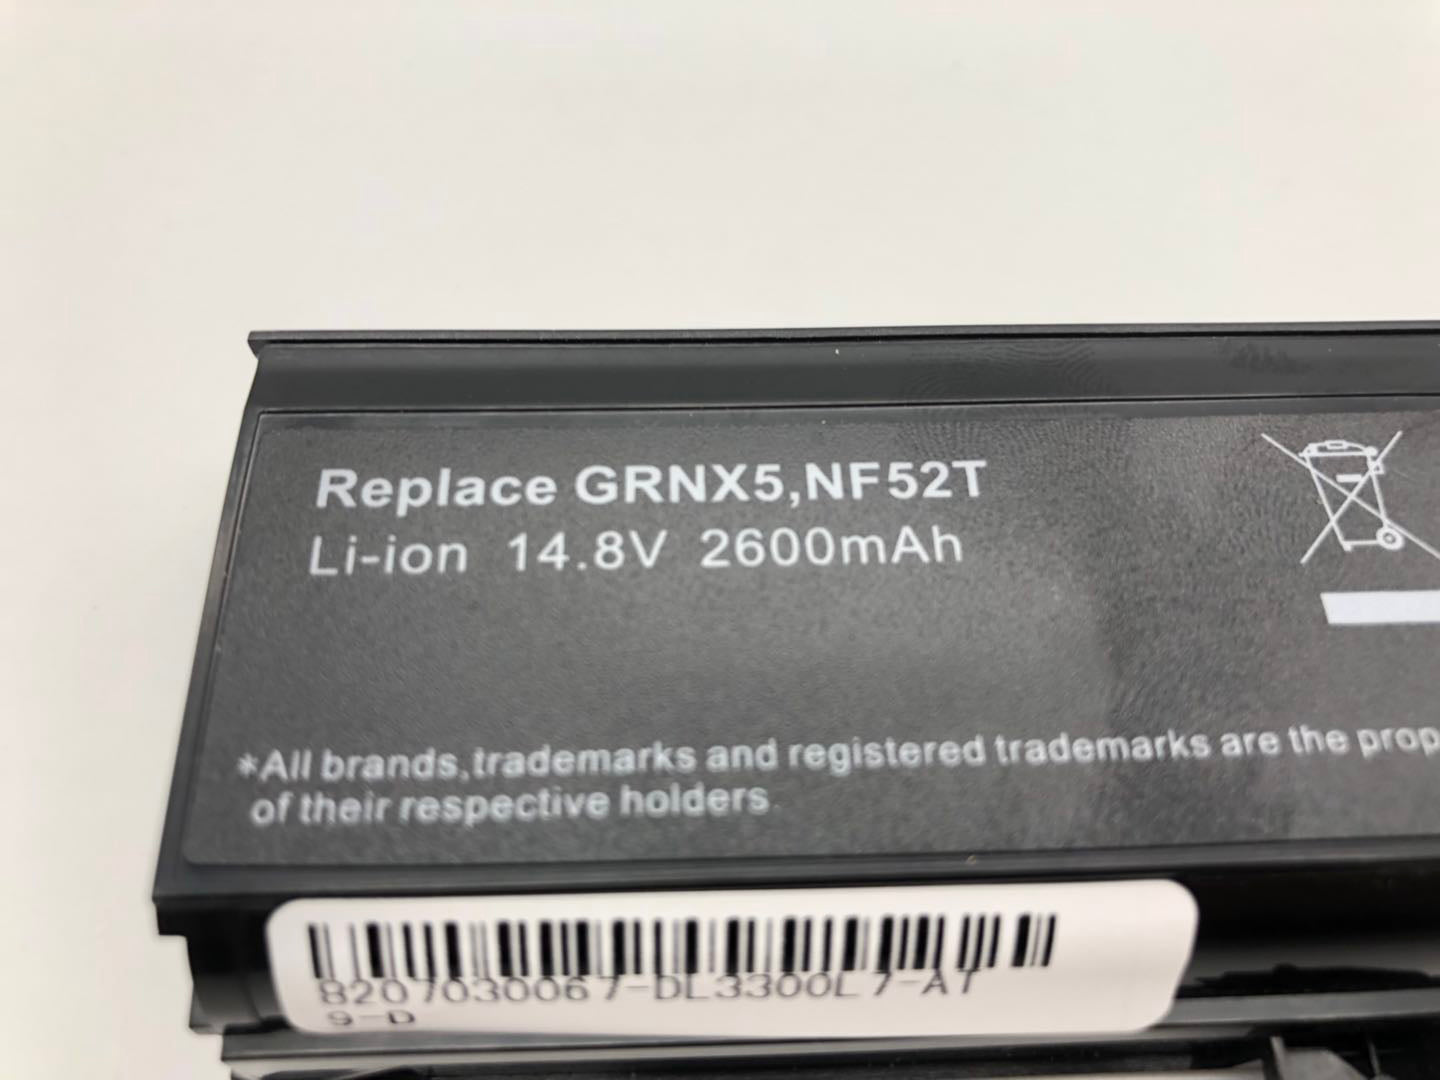 Replace GRNX5,NF52T
Li-ion 14.8V 2600mAh
*All brands,trademarks and registered trademarks are the prop
of their respective holders.
8207030067-DL3300L7-AT
9-D